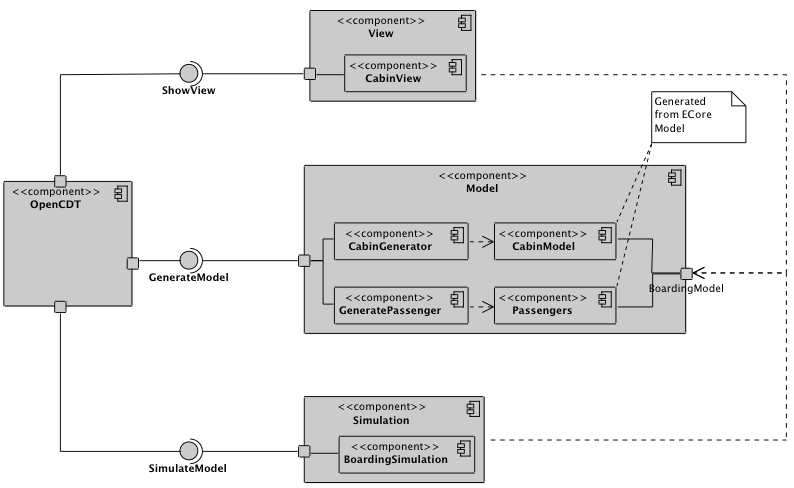 <<component>>
View
<<component>>
CabinView
ShowView
Generated
from ECore
Model
<<component>>
OpenCDT
<<component>>
Model
<<component>>
CabinGenerator
<<component>>
CabinModel
GenerateModel
BoardingModel
<<component>>
GeneratePassenger
<<component>>
Passengers
<<component>>
Simulation
<<component>>
BoardingSimulation
SimulateModel